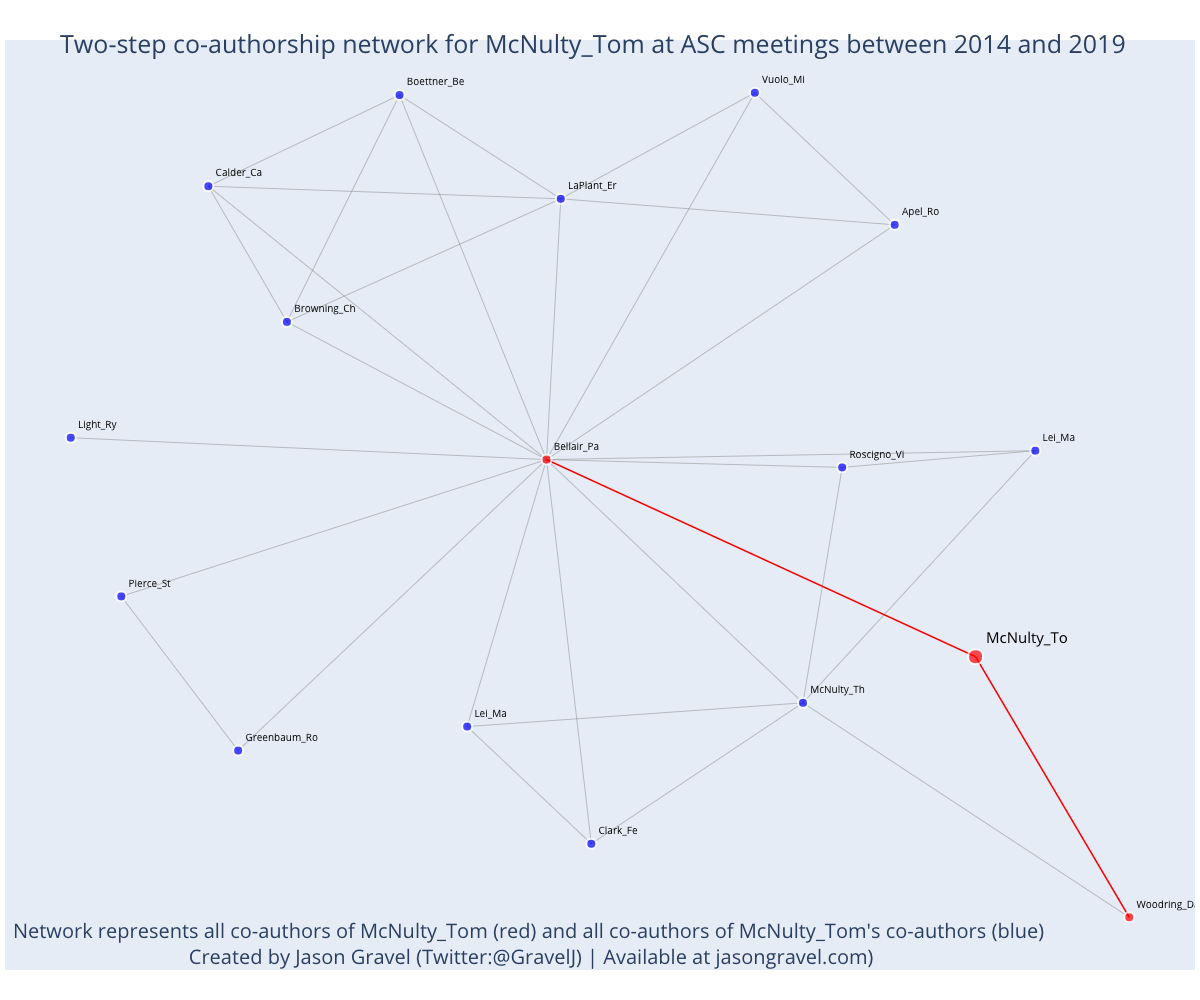 Two-step co-authorship network for McNulty_Tom at ASC meetings between 2014 and 2019
Boettner_Be
Vuolo_Mi
Calder_Ca
LaPlant_Er
Apel_Ro
Browning_Ch
Light_Ry
Bellair_Pa
Lei_Ma
Roscigno_Vi
Pierce_St
McNulty_To
McNulty_Th
Lei_Ma
Greenbaum_Ro
Clark_Fe
Woodring_Da
Network represents all co-authors of McNulty_Tom (red) and all co-authors of McNulty_Tom's co-authors (blue)
Created by Jason Gravel (Twitter:@GravelJ) | Available at jasongravel.com)